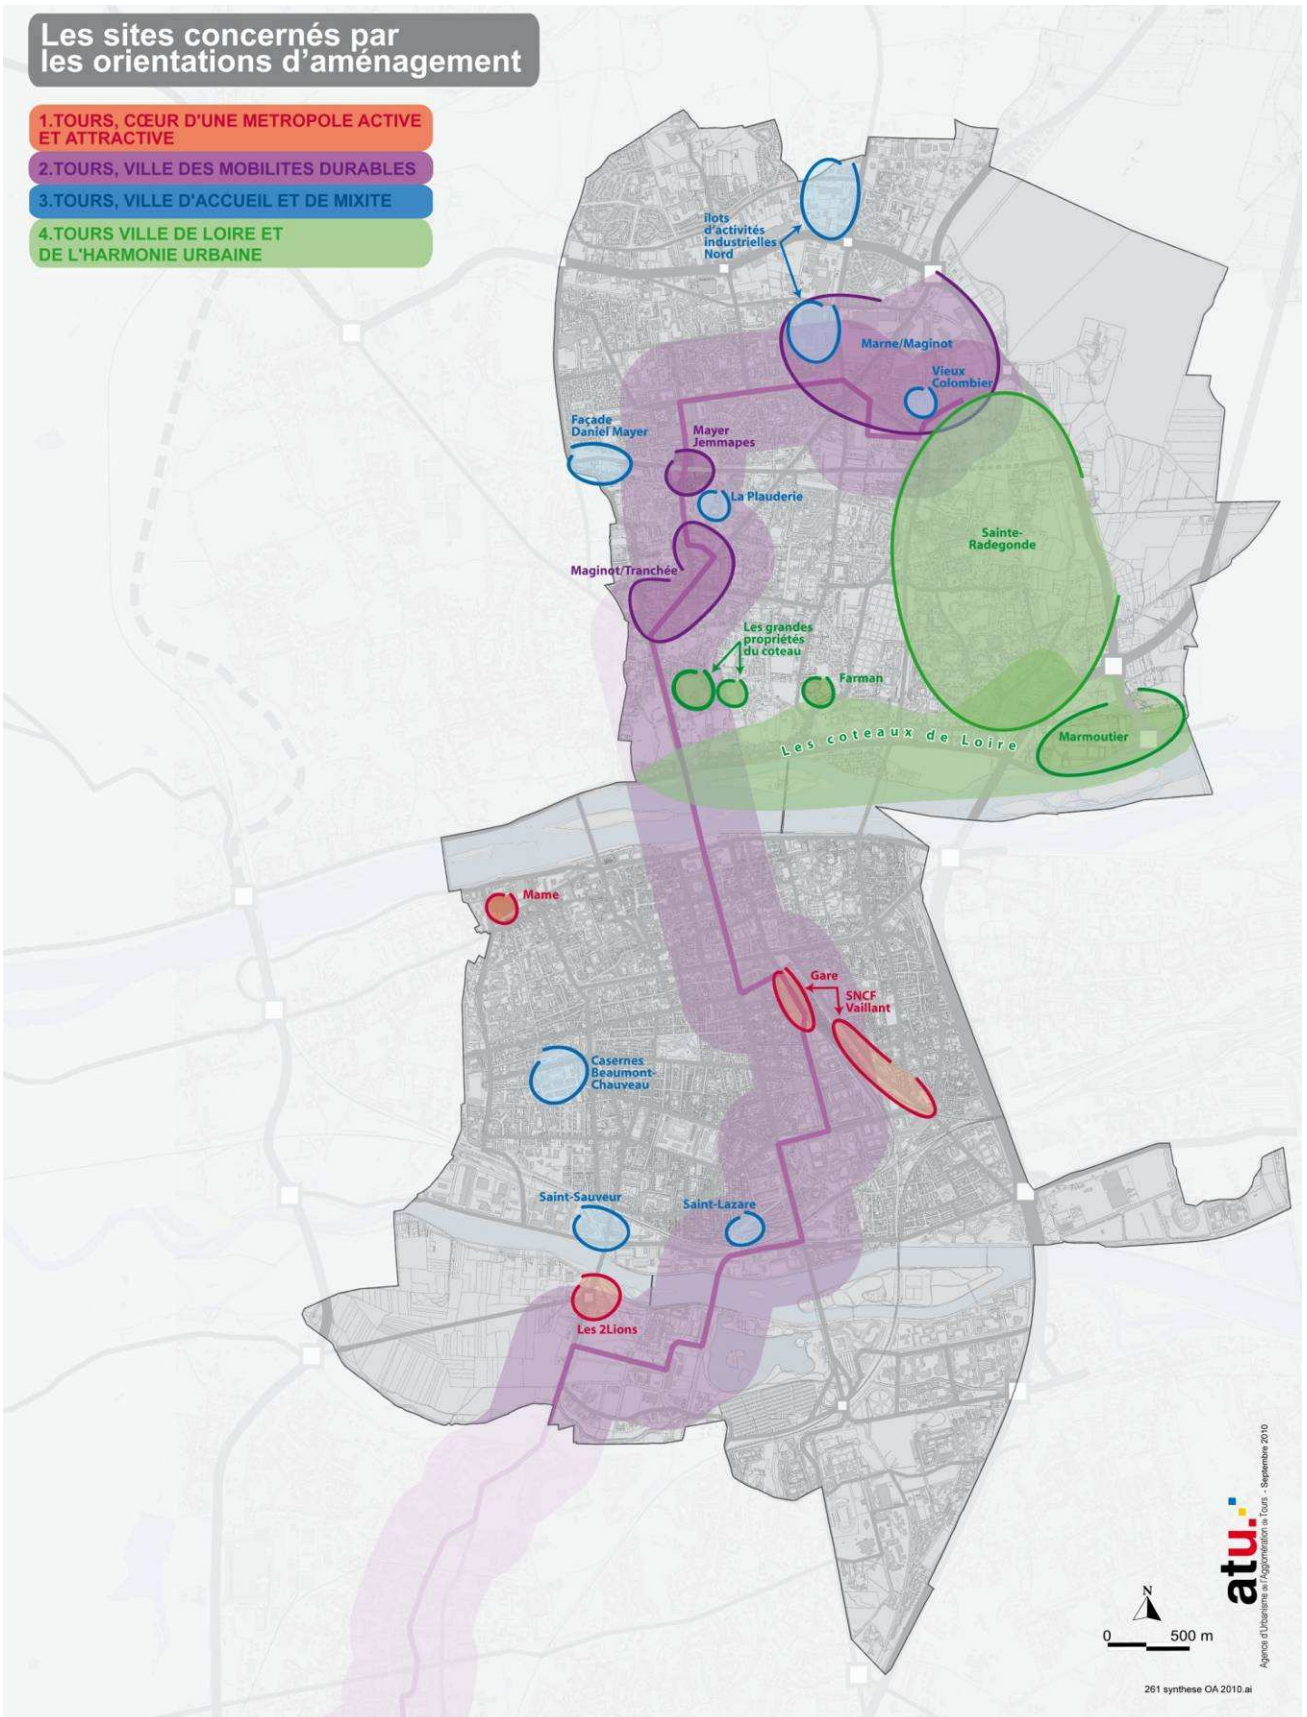 Les sites concernés par
les orientations d'aménagement
1.TOURS, CŒUR D'UNE METROPOLE ACTIVE
ET ATTRACTIVE
2.TOURS, VILLE DES MOBILITES DURABLES
3.TOURS, VILLE D'ACCUEIL ET DE MIXITE
4.TOURS VILLE DE LOIRE ET
DE L'HARMONIE URBAINE
îlots
d'activités
industrielles
Nord
Marne/Maginot
Vieux
Colombier
Façade
Daniel Mayer
Mayer
Jemmapes
La Plauderie
Sainte-
Radegonde
Maginot/Tranchée
Les grandes
propriétés
du coteau
Farman
Marmoutier
Les coteaux de Loire
Mame
Gare
SNCF
Vaillant
Casernes
Beaumont-
Chauveau
Saint-Sauveur
Saint-Lazare
Les 2Lions
atu.
Agence d'Urbanisme de l'Agglomération de Tours - Septembre 2010
N
0 500 m
261 synthese OA 2010.ai